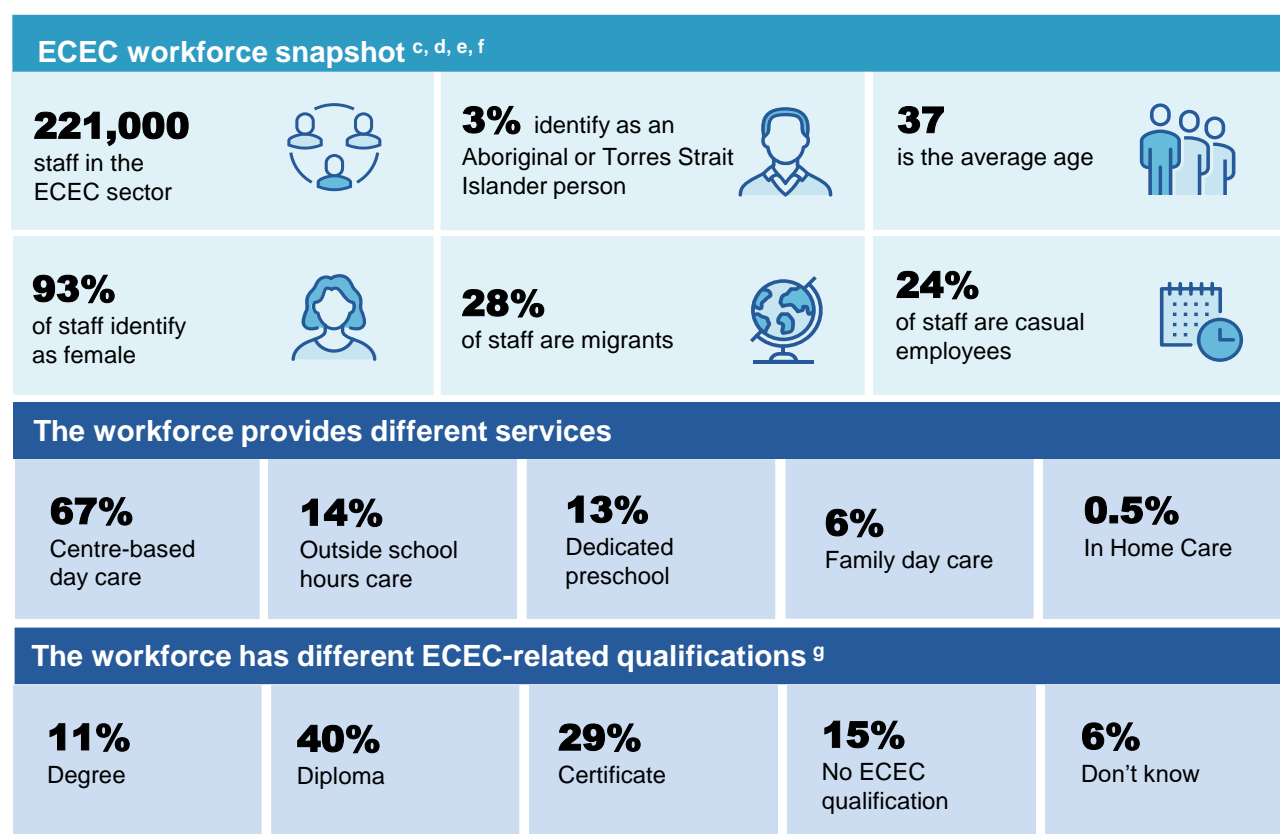 ECEC workforce snapshot c, d, e, f
221,000
staff in the
ECEC sector
3% identify as an
Aboriginal or Torres Strait
Islander person
37
is the average age
93%
of staff identify
as female
28%
of staff are migrants
24%
of staff are casual
employees
The workforce provides different services
67%
Centre-based
day care
14%
Outside school
hours care
13%
Dedicated
preschool
6%
Family day care
0.5%
In Home Care
The workforce has different ECEC-related qualifications g
11%
Degree
40%
Diploma
29%
Certificate
15%
No ECEC
qualification
6%
Don’t know